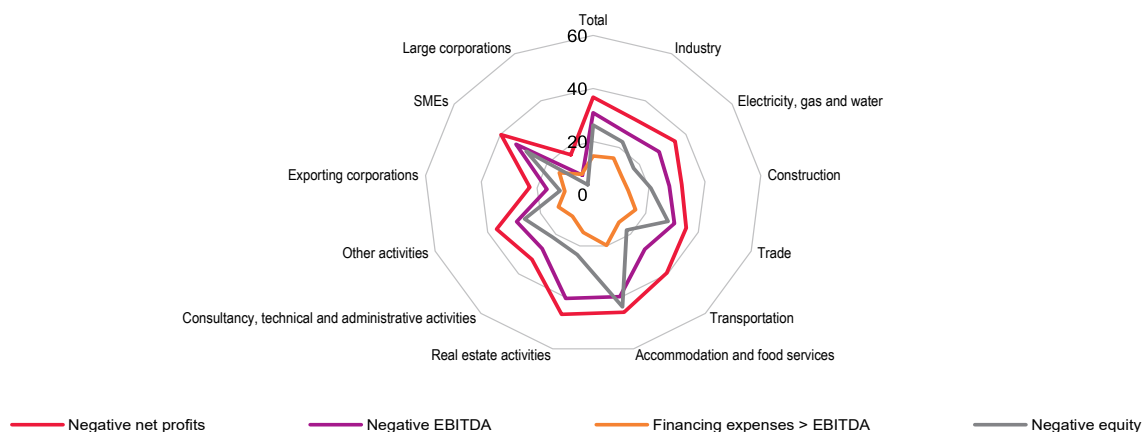 Total
Large corporations
Industry
60
SMEs
Electricity, gas and water
40
20
Exporting corporations
Construction
0
Other activities
Trade
Consultancy, technical and administrative activities
Transportation
Real estate activities
Accommodation and food services
Negative net profits
Negative EBITDA
Financing expenses > EBITDA
Negative equity